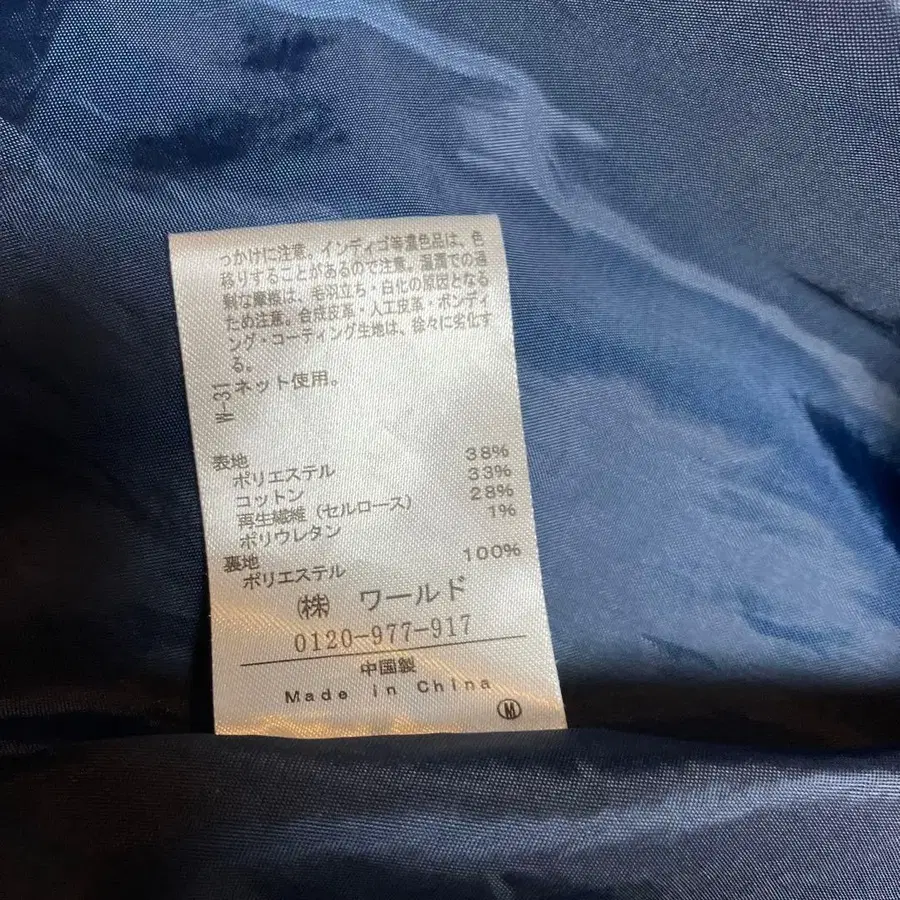 っかけに注意。インディゴ等濃色品は、色
移りすることがあるので注意。湿潤での過
剰な摩擦は、毛羽立ち・白化の原因となる
ため注意。合成皮革・人工皮革・ボンディ
ング・コーティング生地は、徐々に劣化す
る。
W-31 ネット使用。
表地
ポリエステル 38%
コットン 33%
再生繊維（セルロース） 28%
ポリウレタン 1%
裏地
ポリエステル 100%
㈱ ワールド
0120-977-917
中国製
Made in China
Ⓜ